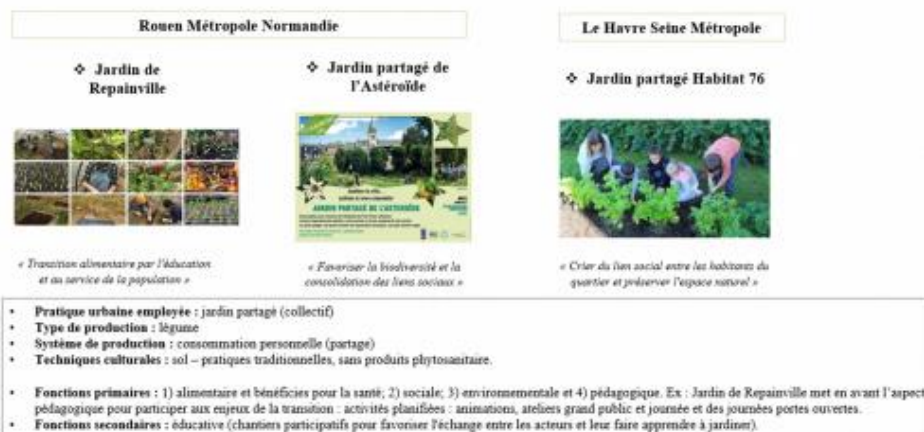 Rouen Métropole Normandie
❖ Jardin de
Repainville
❖ Jardin partagé de
l'Astéroïde
JARDIN PARTAGÉ DE L'ASTÉROÏDE
« Transition alimentaire par l'éducation
et au service de la population »
« Favoriser la biodiversité et la
consolidation des liens sociaux »
Le Havre Seine Métropole
❖ Jardin partagé Habitat 76
« Crier du lien social entre les habitants du
quartier et préserver l'espace naturel »
• Pratique urbaine employée : jardin partagé (collectif)
• Type de production : légume
• Système de production : consommation personnelle (partage)
• Techniques culturales : sol – pratiques traditionnelles, sans produits phytosanitaire.
• Fonctions primaires : 1) alimentaire et bénéficies pour la santé; 2) sociale; 3) environnementale et 4) pédagogique. Ex : Jardin de Repainville met en avant l'aspect
pédagogique pour participer aux enjeux de la transition : activités planifiées : animations, ateliers grand public et journée et des journées portes ouvertes.
• Fonctions secondaires : éducative (chantiers participatifs pour favoriser l'échange entre les acteurs et leur faire apprendre à jardiner).